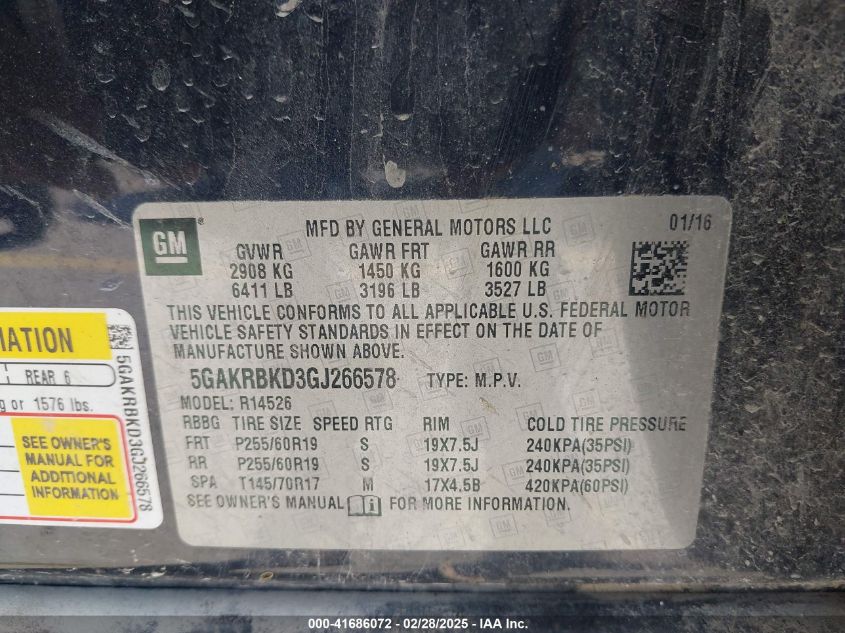 GM
®
MFD BY GENERAL MOTORS LLC 01/16
GVWR GAWR FRT GAWR RR
2908 KG 1450 KG 1600 KG
6411 LB 3196 LB 3527 LB
THIS VEHICLE CONFORMS TO ALL APPLICABLE U.S. FEDERAL MOTOR
VEHICLE SAFETY STANDARDS IN EFFECT ON THE DATE OF
MANUFACTURE SHOWN ABOVE.
5GAKRBKD3GJ266578 TYPE: M.P.V.
MODEL: R14526
RBBG TIRE SIZE SPEED RTG RIM COLD TIRE PRESSURE
FRT P255/60R19 S 19X7.5J 240KPA(35PSI)
RR P255/60R19 S 19X7.5J 240KPA(35PSI)
SPA T145/70R17 M 17X4.5B 420KPA(60PSI)
SEE OWNER'S MANUAL FOR MORE INFORMATION.
MATION
REAR 6
g or 1576 lbs.
SEE OWNER'S
MANUAL FOR
ADDITIONAL
INFORMATION
5GAKRBKD3GJ266578
000-41686072 - 02/28/2025 - IAA Inc.